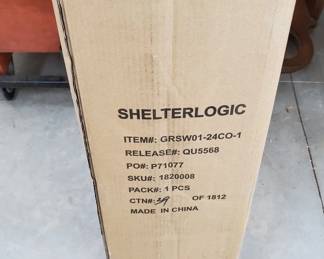 SHELTERLOGIC
ITEM#: GRSW01-24CO-1
RELEASE#: QU5568
PO#: P71077
SKU#: 1820008
PACK#: 1 PCS
CTN#: OF 1812
MADE IN CHINA